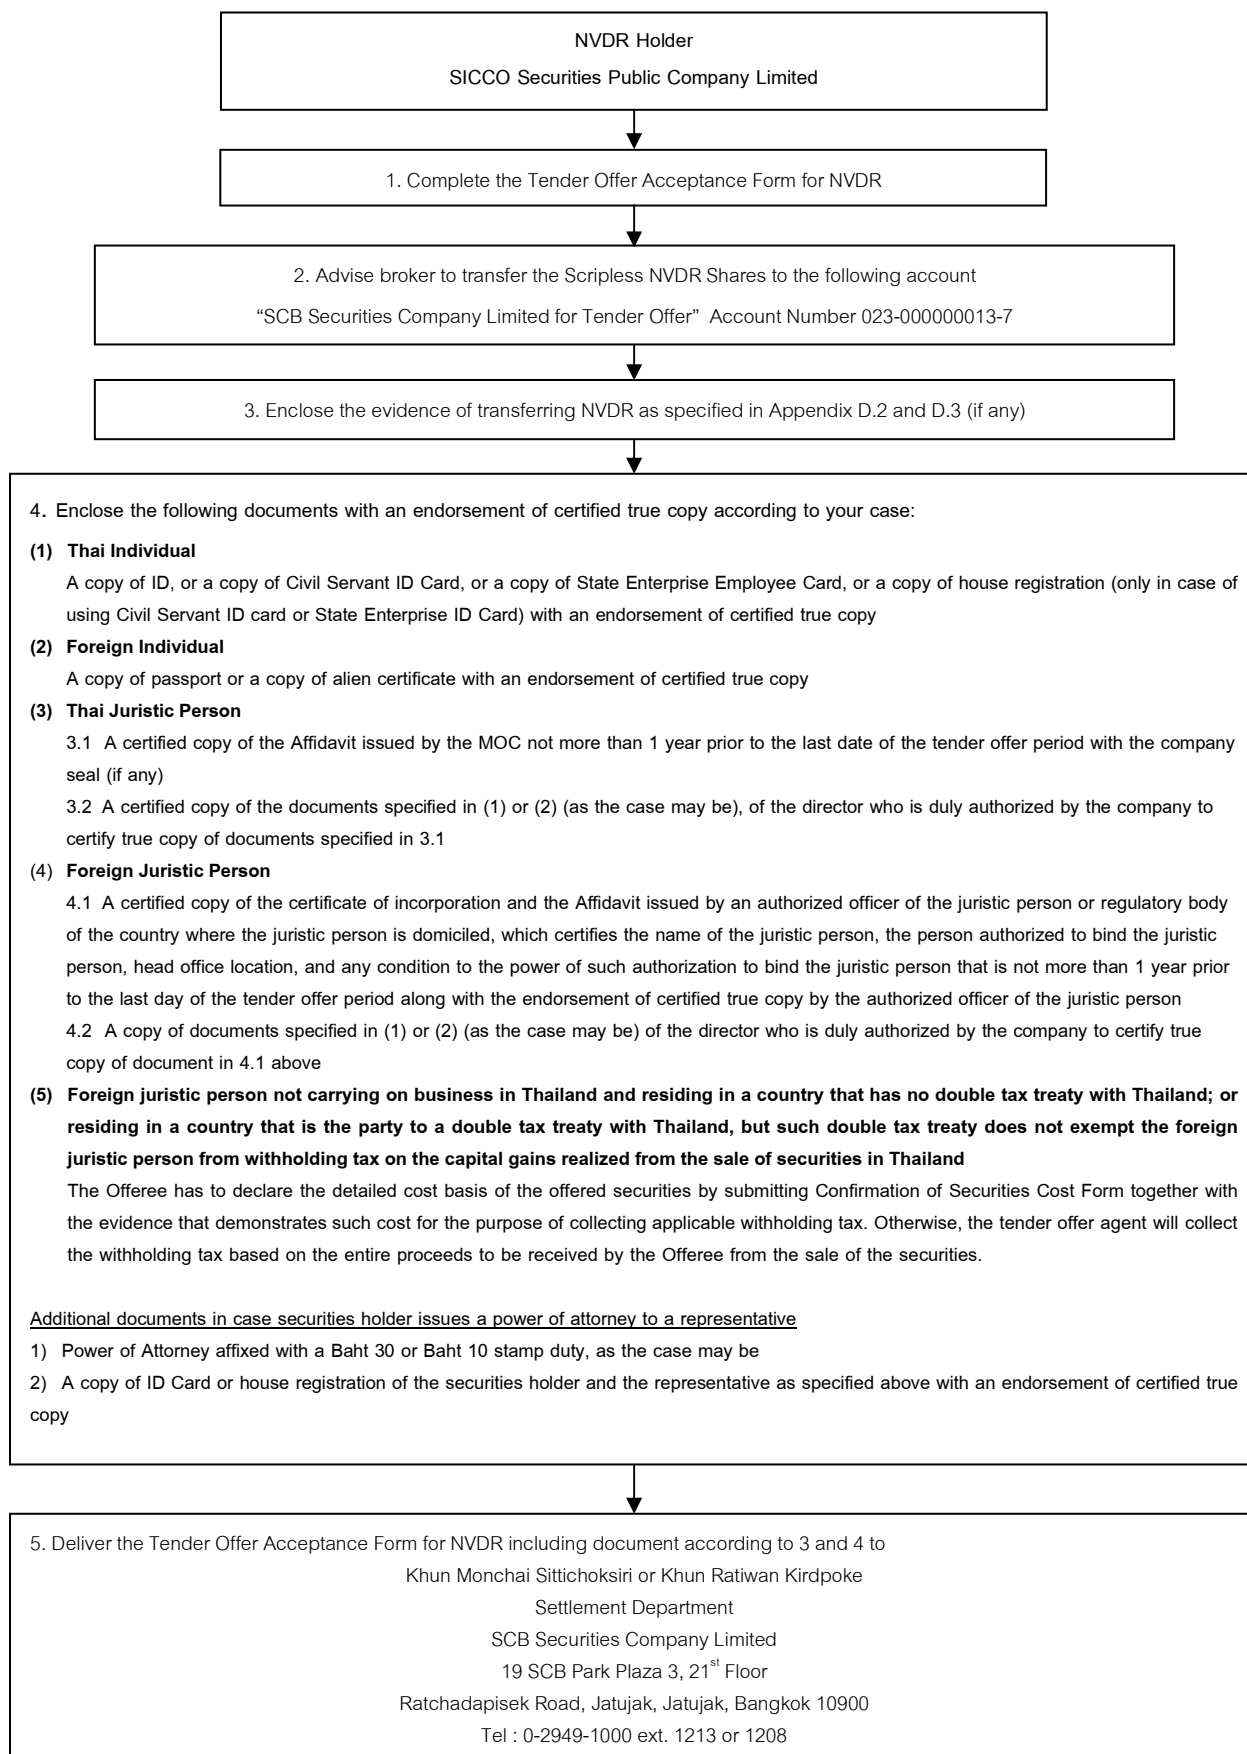 NVDR Holder
SICCO Securities Public Company Limited
1. Complete the Tender Offer Acceptance Form for NVDR
2. Advise broker to transfer the Scripless NVDR Shares to the following account
“SCB Securities Company Limited for Tender Offer” Account Number 023-000000013-7
3. Enclose the evidence of transferring NVDR as specified in Appendix D.2 and D.3 (if any)
4. Enclose the following documents with an endorsement of certified true copy according to your case:
(1) Thai Individual
A copy of ID, or a copy of Civil Servant ID Card, or a copy of State Enterprise Employee Card, or a copy of house registration (only in case of
using Civil Servant ID card or State Enterprise ID Card) with an endorsement of certified true copy
(2) Foreign Individual
A copy of passport or a copy of alien certificate with an endorsement of certified true copy
(3) Thai Juristic Person
3.1 A certified copy of the Affidavit issued by the MOC not more than 1 year prior to the last date of the tender offer period with the company
seal (if any)
3.2 A certified copy of the documents specified in (1) or (2) (as the case may be), of the director who is duly authorized by the company to
certify true copy of documents specified in 3.1
(4) Foreign Juristic Person
4.1 A certified copy of the certificate of incorporation and the Affidavit issued by an authorized officer of the juristic person or regulatory body
of the country where the juristic person is domiciled, which certifies the name of the juristic person, the person authorized to bind the juristic
person, head office location, and any condition to the power of such authorization to bind the juristic person that is not more than 1 year prior
to the last day of the tender offer period along with the endorsement of certified true copy by the authorized officer of the juristic person
4.2 A copy of documents specified in (1) or (2) (as the case may be) of the director who is duly authorized by the company to certify true
copy of document in 4.1 above
(5) Foreign juristic person not carrying on business in Thailand and residing in a country that has no double tax treaty with Thailand; or
residing in a country that is the party to a double tax treaty with Thailand, but such double tax treaty does not exempt the foreign
juristic person from withholding tax on the capital gains realized from the sale of securities in Thailand
The Offeree has to declare the detailed cost basis of the offered securities by submitting Confirmation of Securities Cost Form together with
the evidence that demonstrates such cost for the purpose of collecting applicable withholding tax. Otherwise, the tender offer agent will collect
the withholding tax based on the entire proceeds to be received by the Offeree from the sale of the securities.
Additional documents in case securities holder issues a power of attorney to a representative
1) Power of Attorney affixed with a Baht 30 or Baht 10 stamp duty, as the case may be
2) A copy of ID Card or house registration of the securities holder and the representative as specified above with an endorsement of certified true
copy
5. Deliver the Tender Offer Acceptance Form for NVDR including document according to 3 and 4 to
Khun Monchai Sittichoksiri or Khun Ratiwan Kirdpoke
Settlement Department
SCB Securities Company Limited
19 SCB Park Plaza 3, 21st Floor
Ratchadapisek Road, Jatujak, Jatujak, Bangkok 10900
Tel : 0-2949-1000 ext. 1213 or 1208